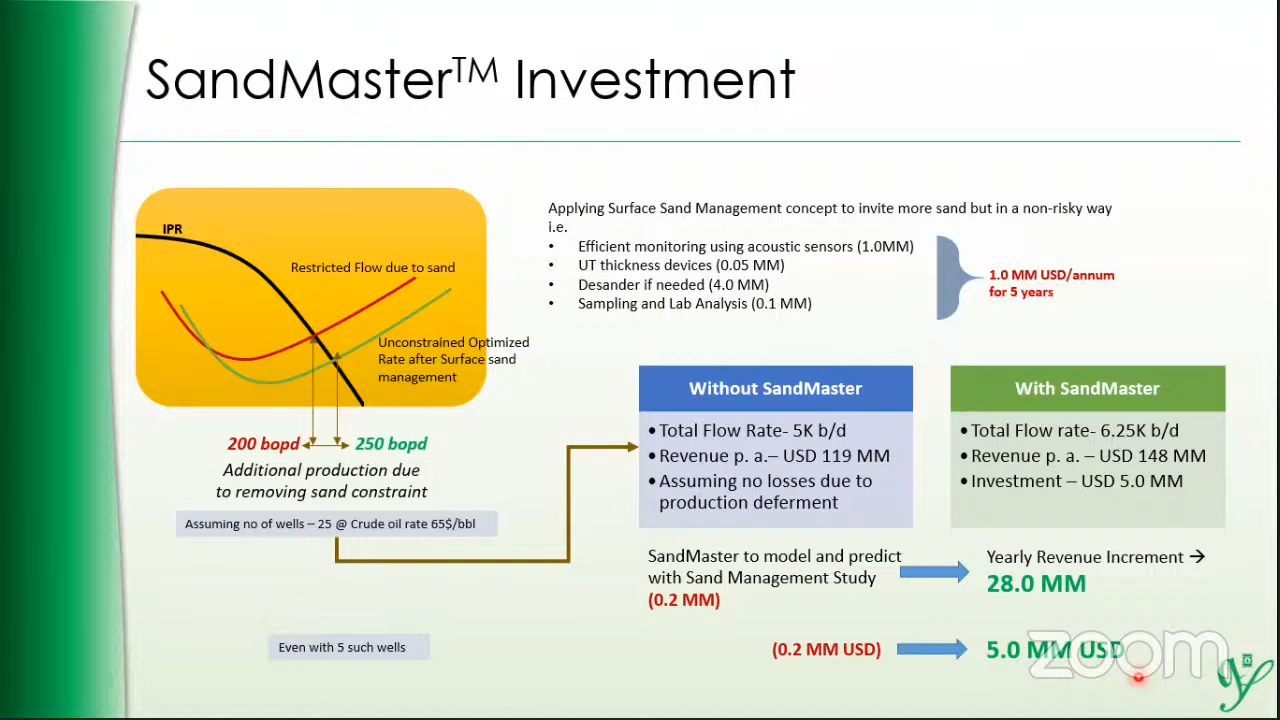 SandMaster™ Investment
IPR
Restricted Flow due to sand
Unconstrained Optimized
Rate after Surface sand
management
200 bopd
250 bopd
Additional production due
to removing sand constraint
Assuming no of wells – 25 @ Crude oil rate 65$/bbl
Even with 5 such wells
Applying Surface Sand Management concept to invite more sand but in a non-risky way
i.e.
• Efficient monitoring using acoustic sensors (1.0MM)
• UT thickness devices (0.05 MM)
• Desander if needed (4.0 MM)
• Sampling and Lab Analysis (0.1 MM)
1.0 MM USD/annum
for 5 years
Without SandMaster
• Total Flow Rate- 5K b/d
• Revenue p. a.– USD 119 MM
• Assuming no losses due to
production deferment
With SandMaster
• Total Flow rate- 6.25K b/d
• Revenue p. a. – USD 148 MM
• Investment – USD 5.0 MM
SandMaster to model and predict
with Sand Management Study
(0.2 MM)
Yearly Revenue Increment →
28.0 MM
(0.2 MM USD)
5.0 MM USD
zoom